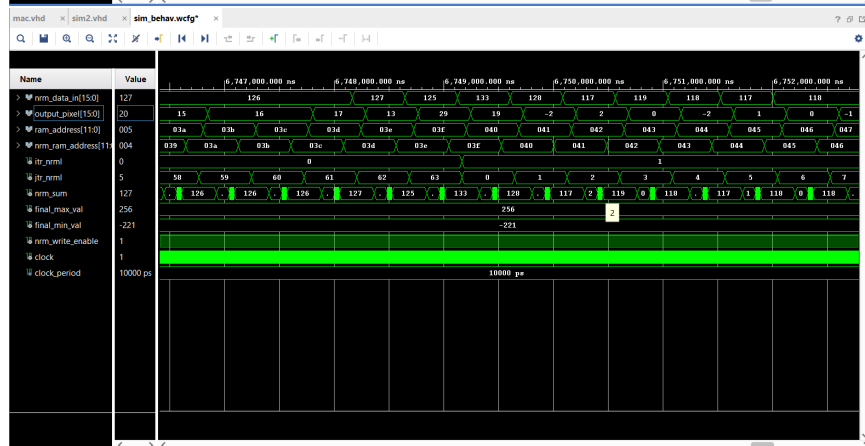 mac.vhd × sim2.vhd × sim_behav.wcfg* × ? 
Name Value 6,747,000.000 ns 6,748,000.000 ns 6,749,000.000 ns 6,750,000.000 ns 6,751,000.000 ns 6,752,000.000 ns
nrm_data_in[15:0] 127 126 127 125 133 128 117 119 118 117 118
output_pixel[15:0] 20 15 16 17 13 29 19 -2 2 0 -2 1 0 -1
ram_address[11:0] 005 03a 03b 03c 03d 03e 03f 040 041 042 043 044 045 046 047
nrm_ram_address[11: 004 039 03a 03b 03c 03d 03e 03f 040 041 042 043 044 045 046
itr_nrml 0 0 1
jtr_nrml 5 58 59 60 61 62 63 0 1 2 3 4 5 6 7
nrm_sum 127 . 126 . 126 . 126 . 127 . 125 . 133 . 128 . 117 2 119 0 118 . 117 1 118 0 118 .
final_max_val 256 256
final_min_val -221 -221
2
nrm_write_enable 1
clock 1
clock_period 10000 ps 10000 ps